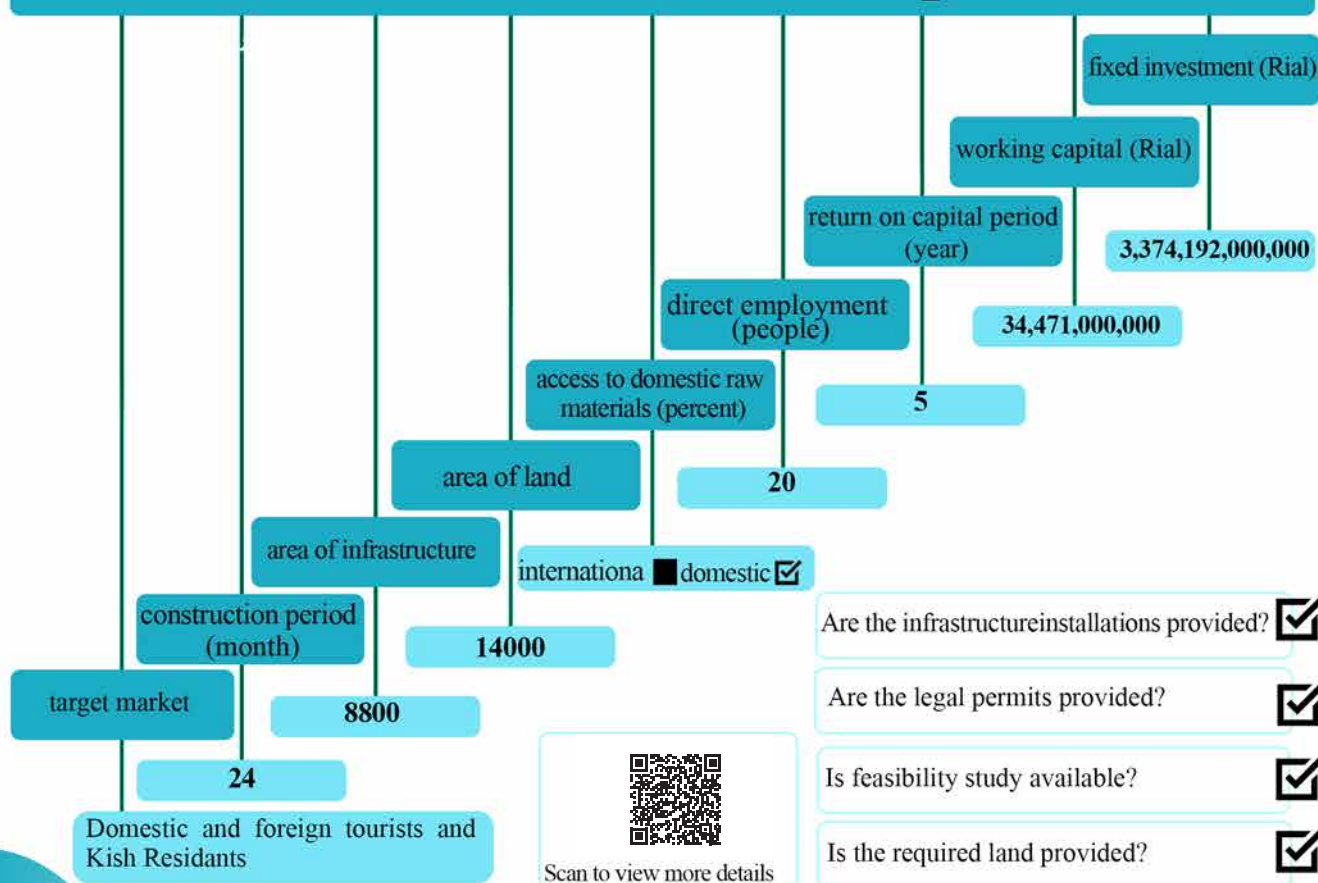 fixed investment (Rial)
working capital (Rial)
return on capital period
(year)
3,374,192,000,000
direct employment
(people)
34,471,000,000
access to domestic raw
materials (percent)
5
area of land
20
area of infrastructure
internationa domestic
construction period
(month)
14000
target market
8800
24
Domestic and foreign tourists and
Kish Residants
Scan to view more details
Are the infrastructureinstallations provided?
Are the legal permits provided?
Is feasibility study available?
Is the required land provided?